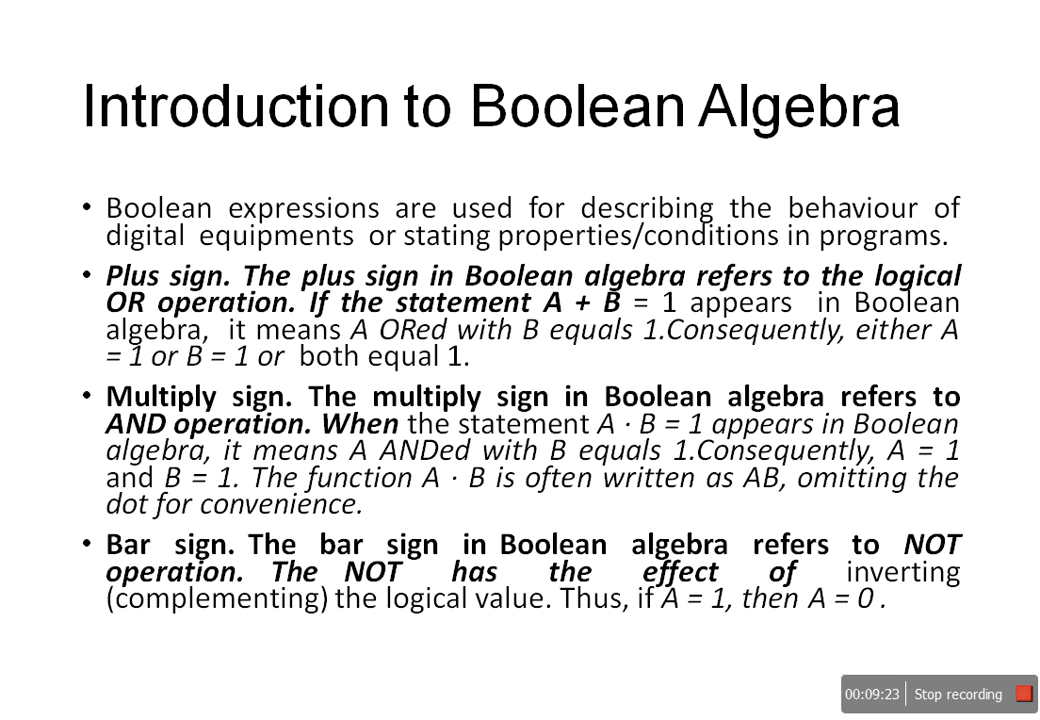 Introduction to Boolean Algebra
• Boolean expressions are used for describing the behaviour of
digital equipments or stating properties/conditions in programs.
• Plus sign. The plus sign in Boolean algebra refers to the logical
OR operation. If the statement A + B = 1 appears in Boolean
algebra, it means A ORed with B equals 1.Consequently, either A
= 1 or B = 1 or both equal 1.
• Multiply sign. The multiply sign in Boolean algebra refers to
AND operation. When the statement A · B = 1 appears in Boolean
algebra, it means A ANDed with B equals 1.Consequently, A = 1
and B = 1. The function A · B is often written as AB, omitting the
dot for convenience.
• Bar sign. The bar sign in Boolean algebra refers to NOT
operation. The NOT has the effect of inverting
(complementing) the logical value. Thus, if A = 1, then A = 0 .
00:09:23 Stop recording